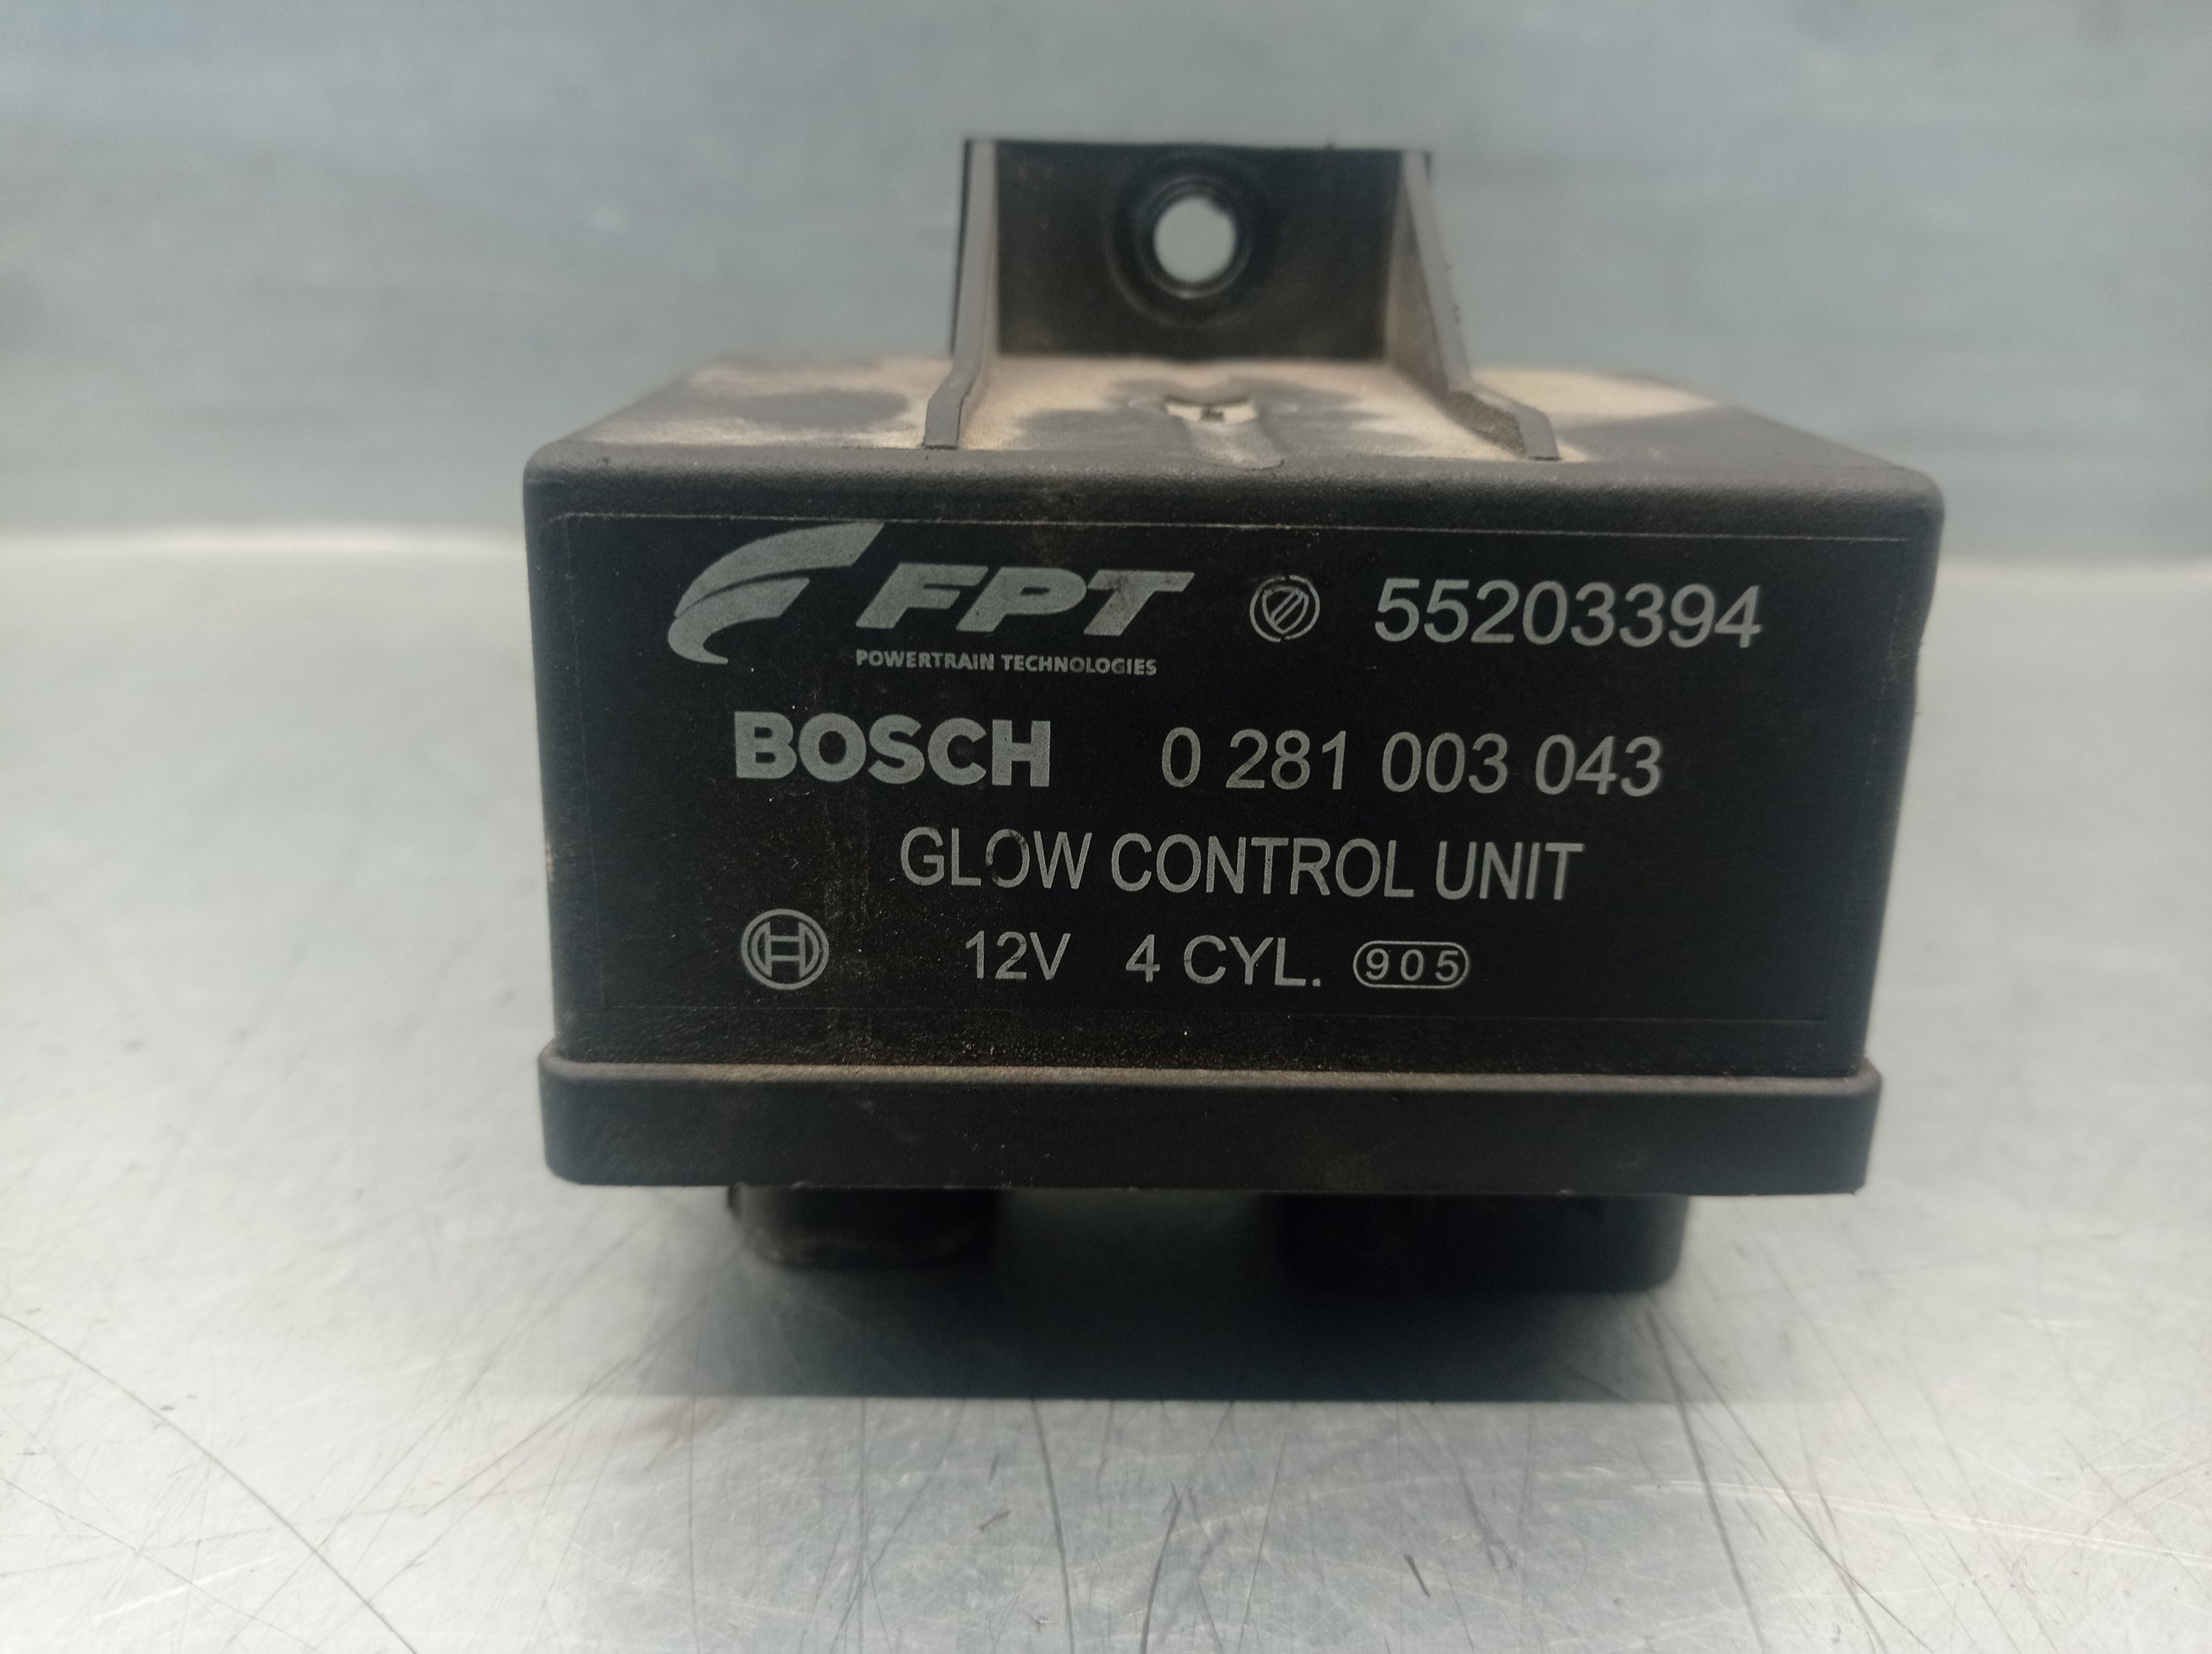 FPT 55203394
POWERTRAIN TECHNOLOGIES
BOSCH 0 281 003 043
GLOW CONTROL UNIT
12V 4 CYL. 905